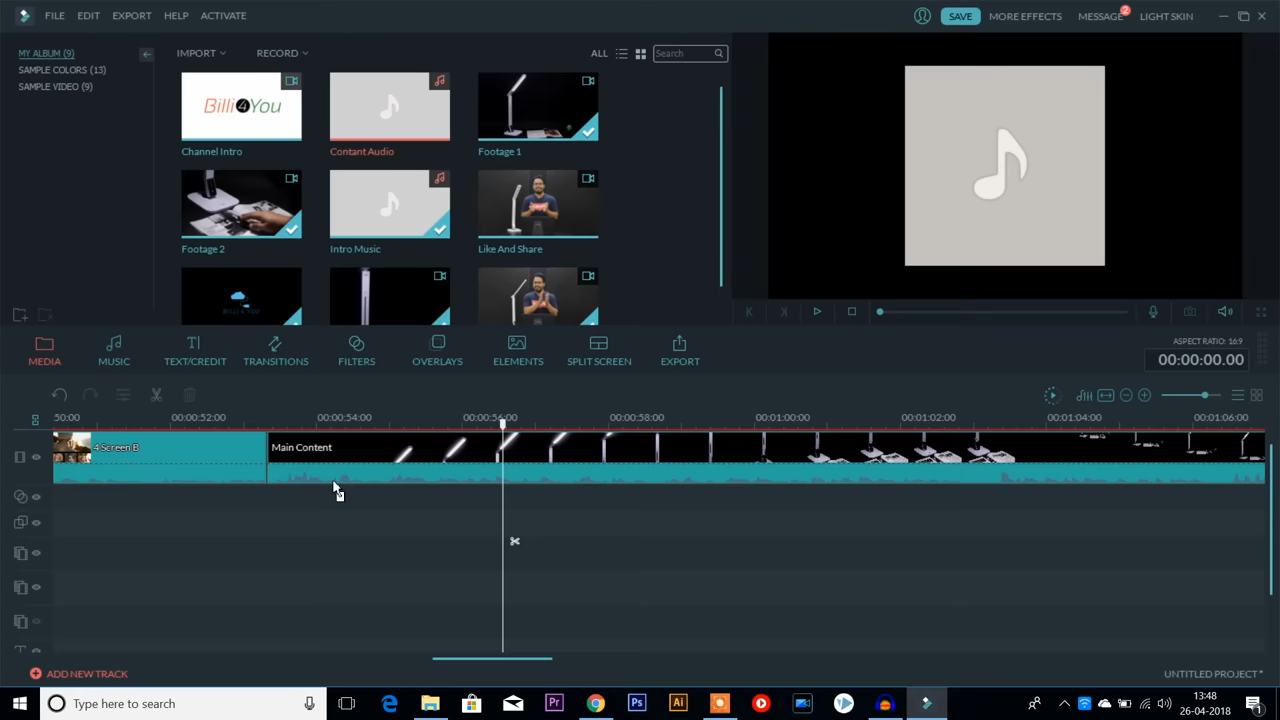 FILE EDIT EXPORT HELP ACTIVATE SAVE MORE EFFECTS MESSAGE 2 LIGHT SKIN
MY ALBUM (9)
SAMPLE COLORS (13)
SAMPLE VIDEO (9)
IMPORT RECORD ALL Search
Billi4You
Channel Intro Contant Audio Footage 1
Footage 2 Intro Music Like And Share
MEDIA MUSIC TEXT/CREDIT TRANSITIONS FILTERS OVERLAYS ELEMENTS SPLIT SCREEN EXPORT
ASPECT RATIO: 16:9
00:00:00.00
50:00 00:00:52:00 00:00:54:00 00:00:56:00 00:00:58:00 00:01:00:00 00:01:02:00 00:01:04:00 00:01:06:00
4 Screen B Main Content
ADD NEW TRACK UNTITLED PROJECT *
Type here to search
Pr Ps Ai
13:48
26-04-2018
1